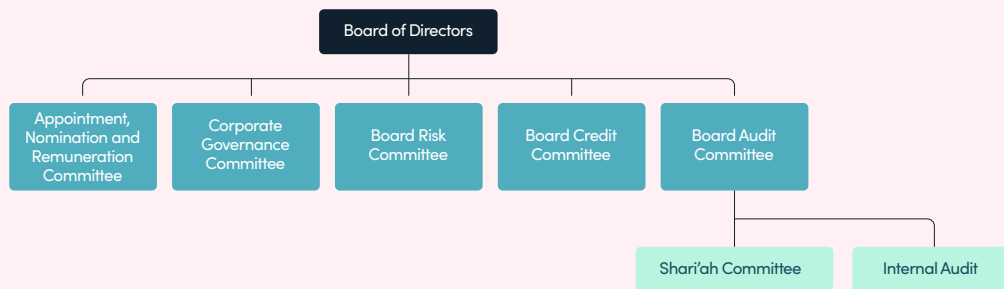 Board of Directors
Appointment,
Nomination and
Remuneration
Committee
Corporate
Governance
Committee
Board Risk
Committee
Board Credit
Committee
Board Audit
Committee
Shari’ah Committee
Internal Audit